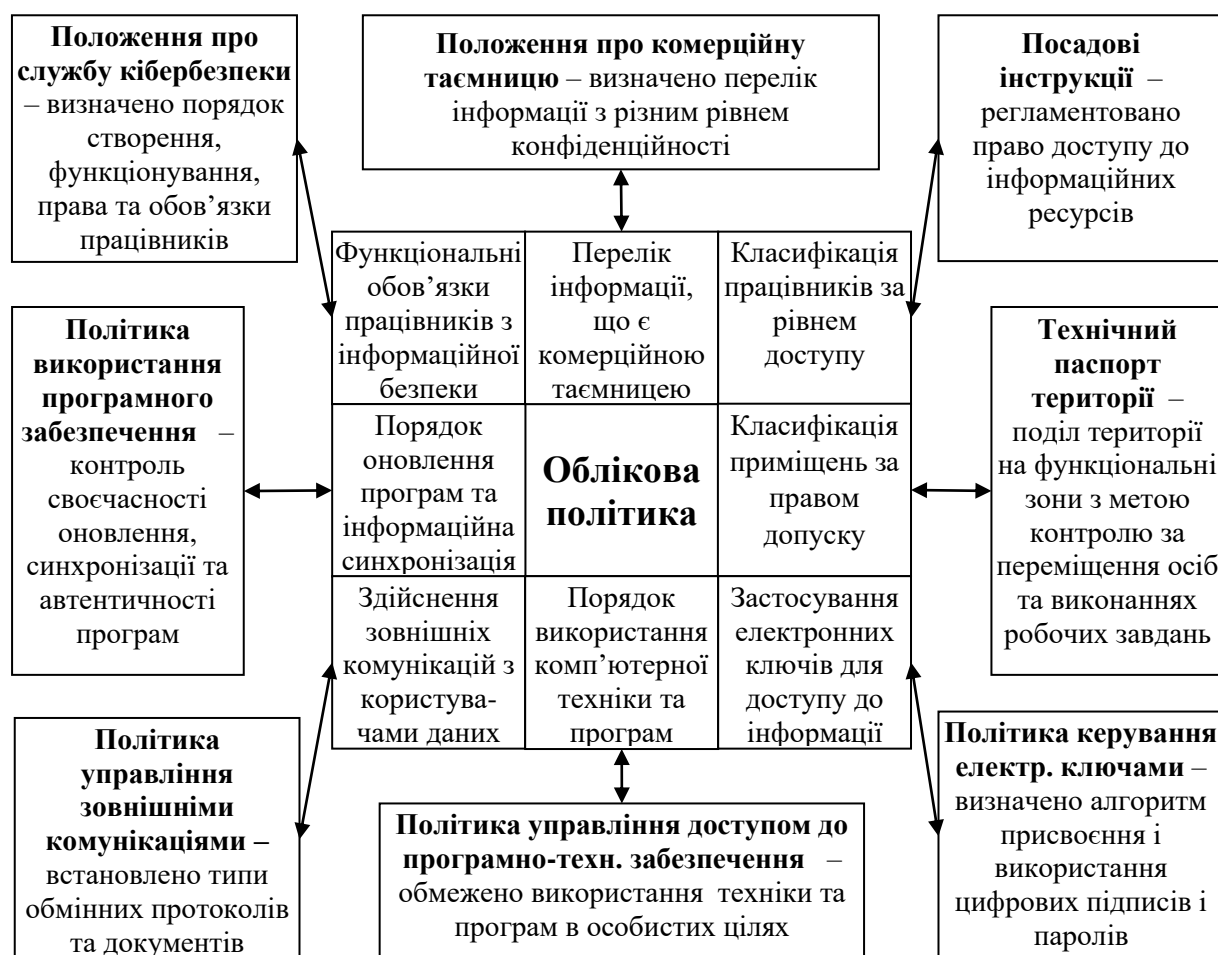 Положення про
службу кібербезпеки
– визначено порядок
створення,
функціонування,
права та обов’язки
працівників
Положення про комерційну
таємницю – визначено перелік
інформації з різним рівнем
конфіденційності
Посадові
інструкції –
регламентовано
право доступу до
інформаційних
ресурсів
Функціональні
обов’язки
працівників з
інформаційної
безпеки
Перелік
інформації,
що є
комерційною
таємницею
Класифікація
працівників за
рівнем
доступу
Політика
використання
програмного
забезпечення –
контроль
своєчасності
оновлення,
синхронізації та
автентичності
програм
Порядок
оновлення
програм та
інформаційна
синхронізація
Облікова
політика
Класифікація
приміщень за
правом
допуску
Технічний
паспорт
території –
поділ території
на функціональні
зони з метою
контролю за
переміщення осіб
та виконаннях
робочих завдань
Здійснення
зовнішніх
комунікацій з
користува-
чами даних
Порядок
використання
комп’ютерної
техніки та
програм
Застосування
електронних
ключів для
доступу до
інформації
Політика
управління
зовнішніми
комунікаціями –
встановлено типи
обмінних протоколів
та документів
Політика управління доступом до
програмно-техн. забезпечення –
обмежено використання техніки та
програм в особистих цілях
Політика керування
електр. ключами –
визначено алгоритм
присвоєння і
використання
цифрових підписів і
паролів